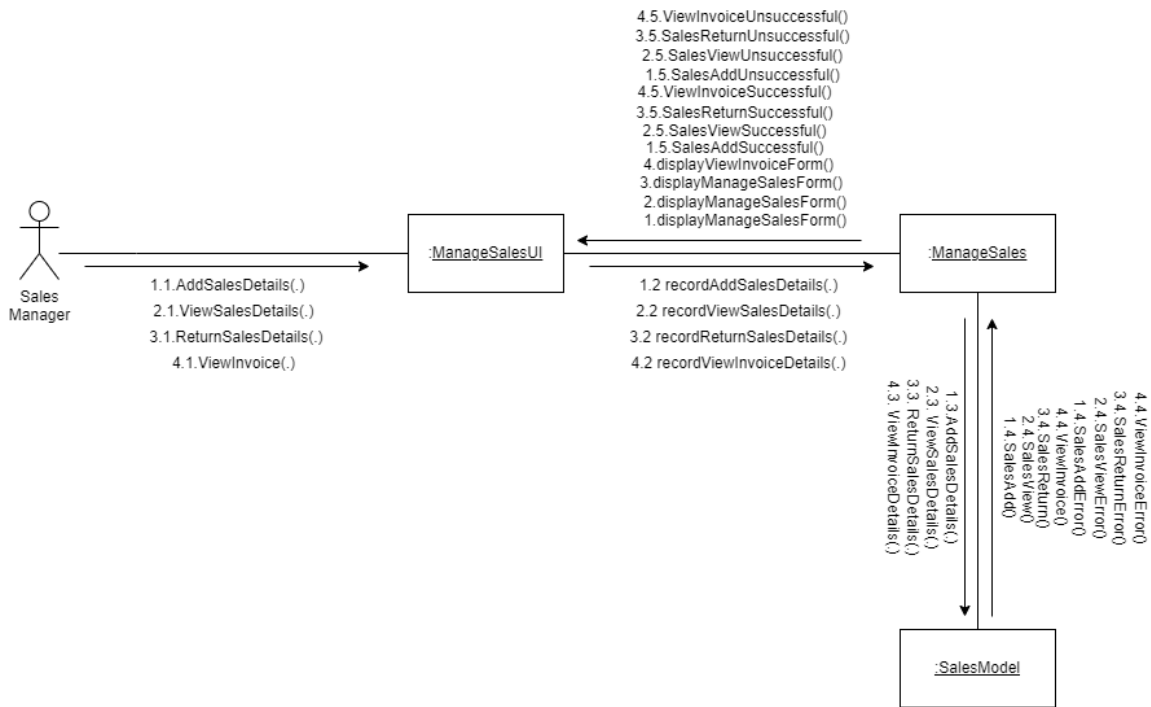 4.5.ViewInvoiceUnsuccessful()
3.5.SalesReturnUnsuccessful()
2.5.SalesViewUnsuccessful()
1.5.SalesAddUnsuccessful()
4.5.ViewInvoiceSuccessful()
3.5.SalesReturnSuccessful()
2.5.SalesViewSuccessful()
1.5.SalesAddSuccessful()
4.displayViewInvoiceForm()
3.displayManageSalesForm()
2.displayManageSalesForm()
1.displayManageSalesForm()
:ManageSalesUI
:ManageSales
Sales
Manager
1.1.AddSalesDetails(.)
2.1.ViewSalesDetails(.)
3.1.ReturnSalesDetails(.)
4.1.ViewInvoice(.)
1.2 recordAddSalesDetails(.)
2.2 recordViewSalesDetails(.)
3.2 recordReturnSalesDetails(.)
4.2 recordViewInvoiceDetails(.)
1.3.AddSalesDetails(.)
2.3. ViewSalesDetails(.)
3.3. ReturnSalesDetails(.)
4.3. ViewInvoiceDetails(.)
4.4.ViewInvoiceError()
3.4.SalesReturnError()
2.4.SalesViewError()
1.4.SalesAddError()
4.4.ViewInvoice()
3.4.SalesReturn()
2.4.SalesView()
1.4.SalesAdd()
:SalesModel